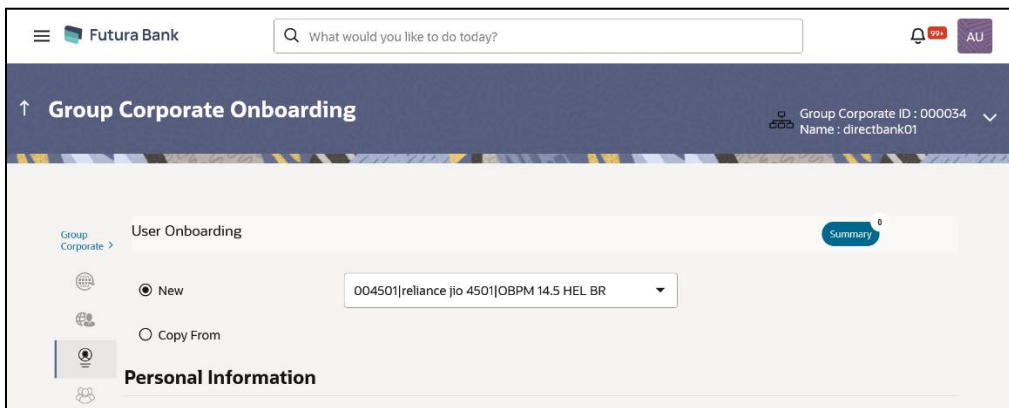 Futura Bank
What would you like to do today?
99+
AU
Group Corporate Onboarding
Group Corporate ID : 000034
Name : directbank01
Group
Corporate >
User Onboarding
Summary
0
New
004501|reliance jio 4501|OBPM 14.5 HEL BR
Copy From
Personal Information